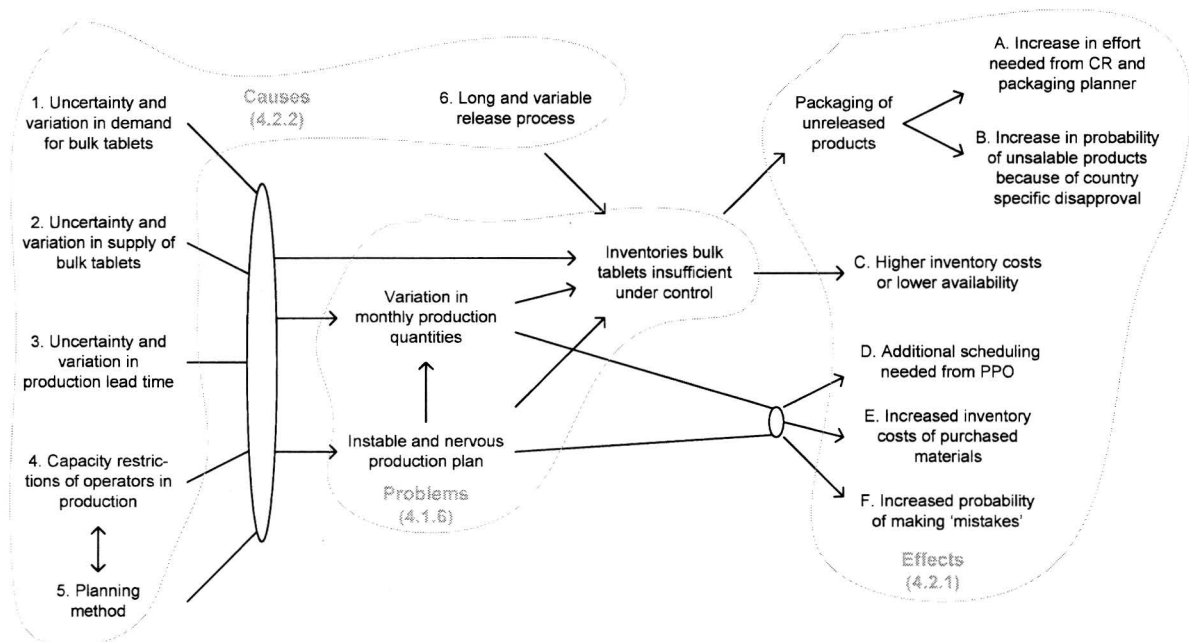 1. Uncertainty and
variation in demand
for bulk tablets
Causes
(4.2.2)
6. Long and variable
release process
2. Uncertainty and
variation in supply of
bulk tablets
3. Uncertainty and
variation in
production lead time
4. Capacity restric-
tions of operators in
production
5. Planning
method
Inventories bulk
tablets insufficient
under control
Variation in
monthly production
quantities
Instable and nervous
production plan
Problems
(4.1.6)
Packaging of
unreleased
products
A. Increase in effort
needed from CR and
packaging planner
B. Increase in probability
of unsalable products
because of country
specific disapproval
C. Higher inventory costs
or lower availability
D. Additional scheduling
needed from PPO
E. Increased inventory
costs of purchased
materials
F. Increased probability
of making ‘mistakes’
Effects
(4.2.1)